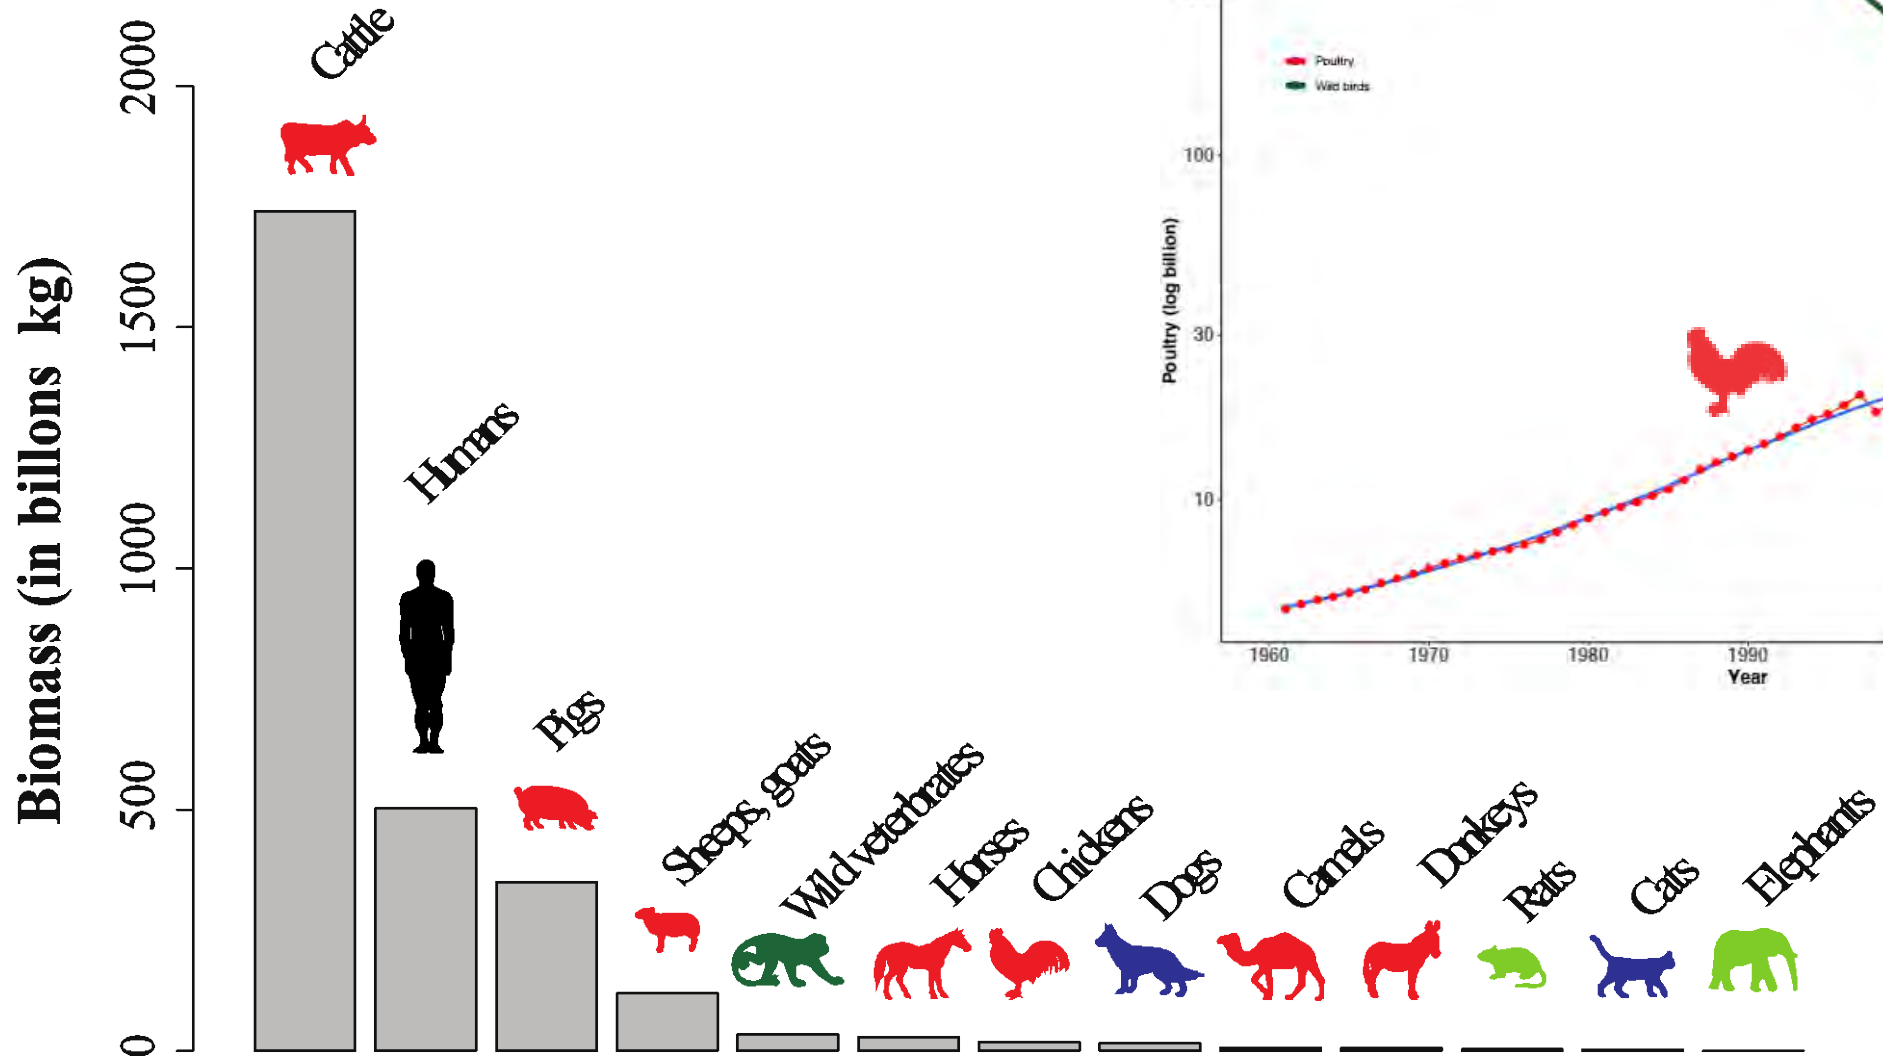 Biomass (in billons kg)
2000
1500
1000
500
0
Cattle
Humans
Pigs
Sheeps, goats
Wild veterbrates
Horses
Chickens
Dogs
Camels
Donkeys
Rats
Cats
Elephants
Poultry
Wild birds
Poultry (log billion)
100
30
10
1960 1970 1980 1990
Year